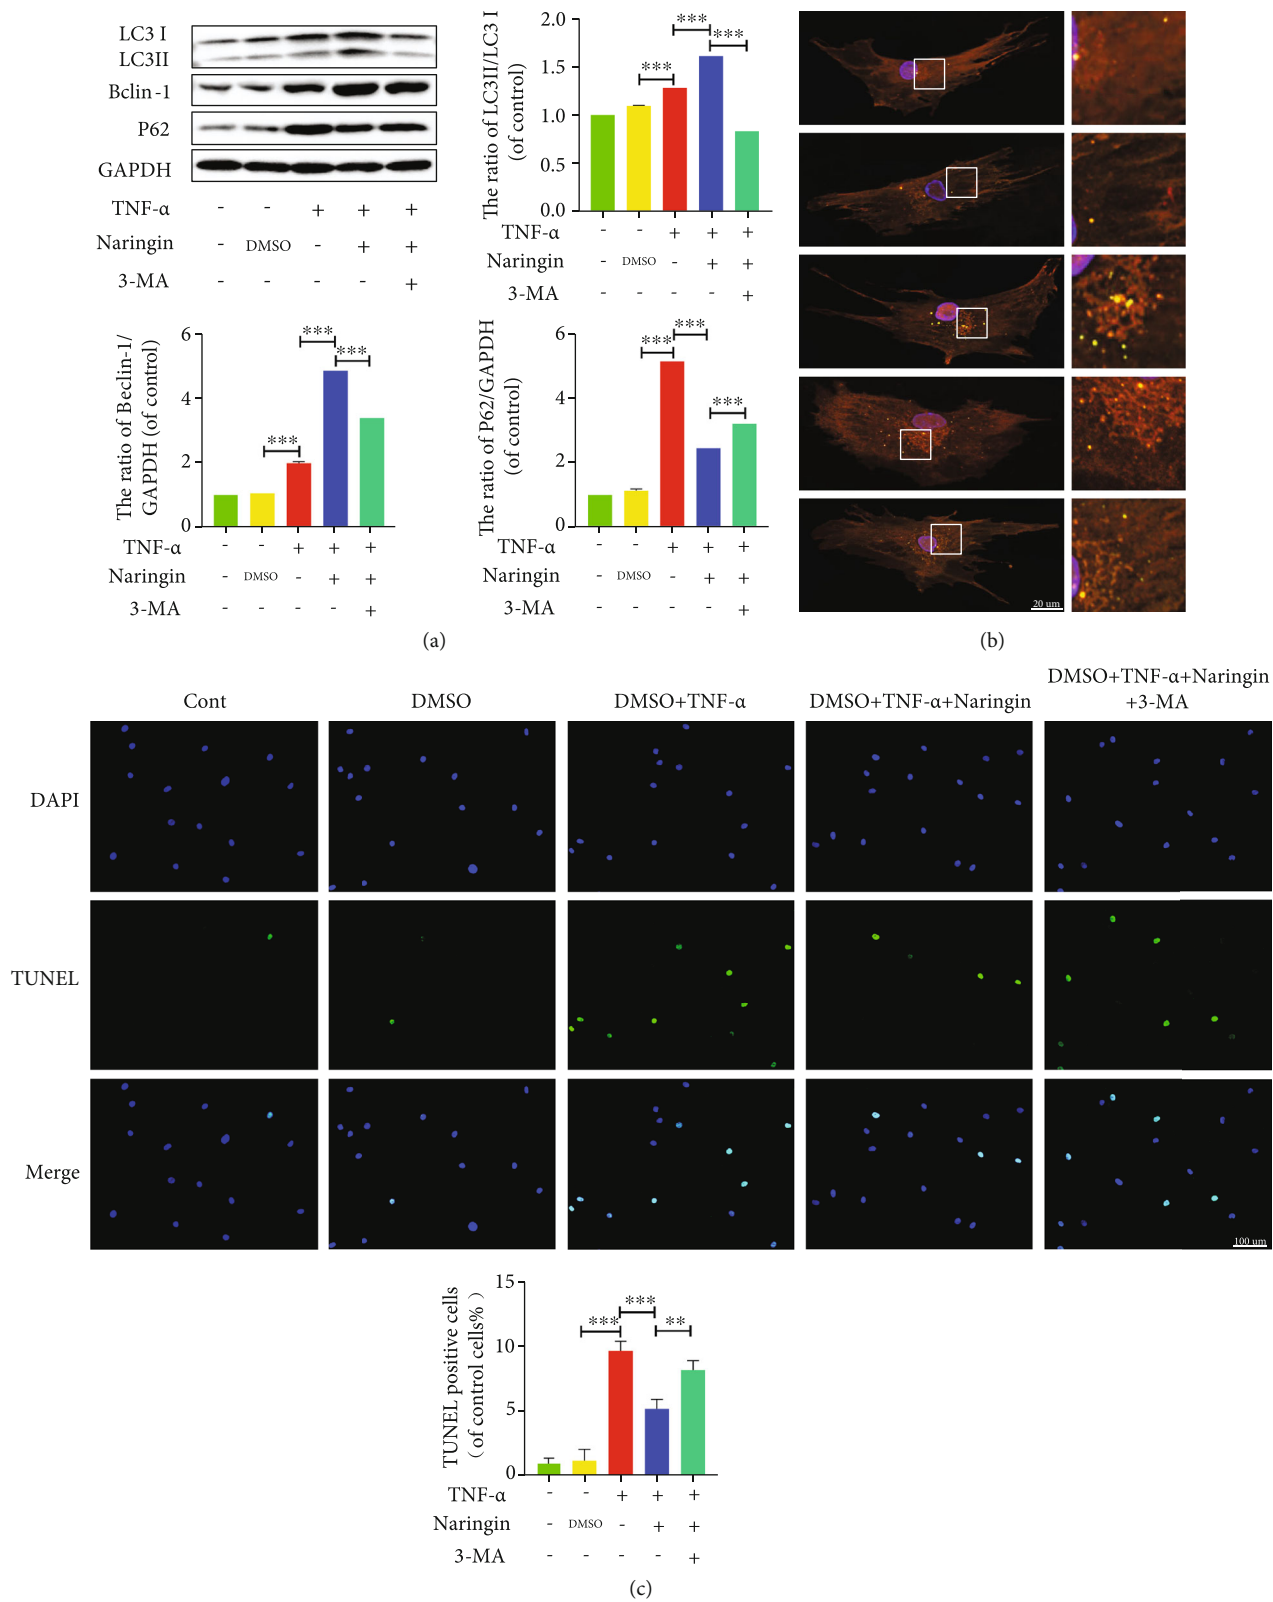 LC3 I
LC3II
Bclin-1
P62
GAPDH
TNF-α - - + + +
Naringin - DMSO - + +
3-MA - - - - +
The ratio of LC3II/LC3 I
(of control)
2.0
1.5
1.0
0.5
0.0
*** *** ***
TNF-α - - + + +
Naringin - DMSO - + +
3-MA - - - - +
The ratio of Beclin-1/
GAPDH (of control)
6
4
2
0
*** *** ***
TNF-α - - + + +
Naringin - DMSO - + +
3-MA - - - - +
The ratio of P62/GAPDH
(of control)
6
4
2
0
*** *** ***
TNF-α - - + + +
Naringin - DMSO - + +
3-MA - - - - +
(a)
20 um
(b)
Cont
DMSO
DMSO+TNF-α
DMSO+TNF-α+Naringin
DMSO+TNF-α+Naringin
+3-MA
DAPI
TUNEL
Merge
100 um
TUNEL positive cells
(of control cells%)
15
10
5
0
*** *** **
TNF-α - - + + +
Naringin - DMSO - + +
3-MA - - - - +
(c)